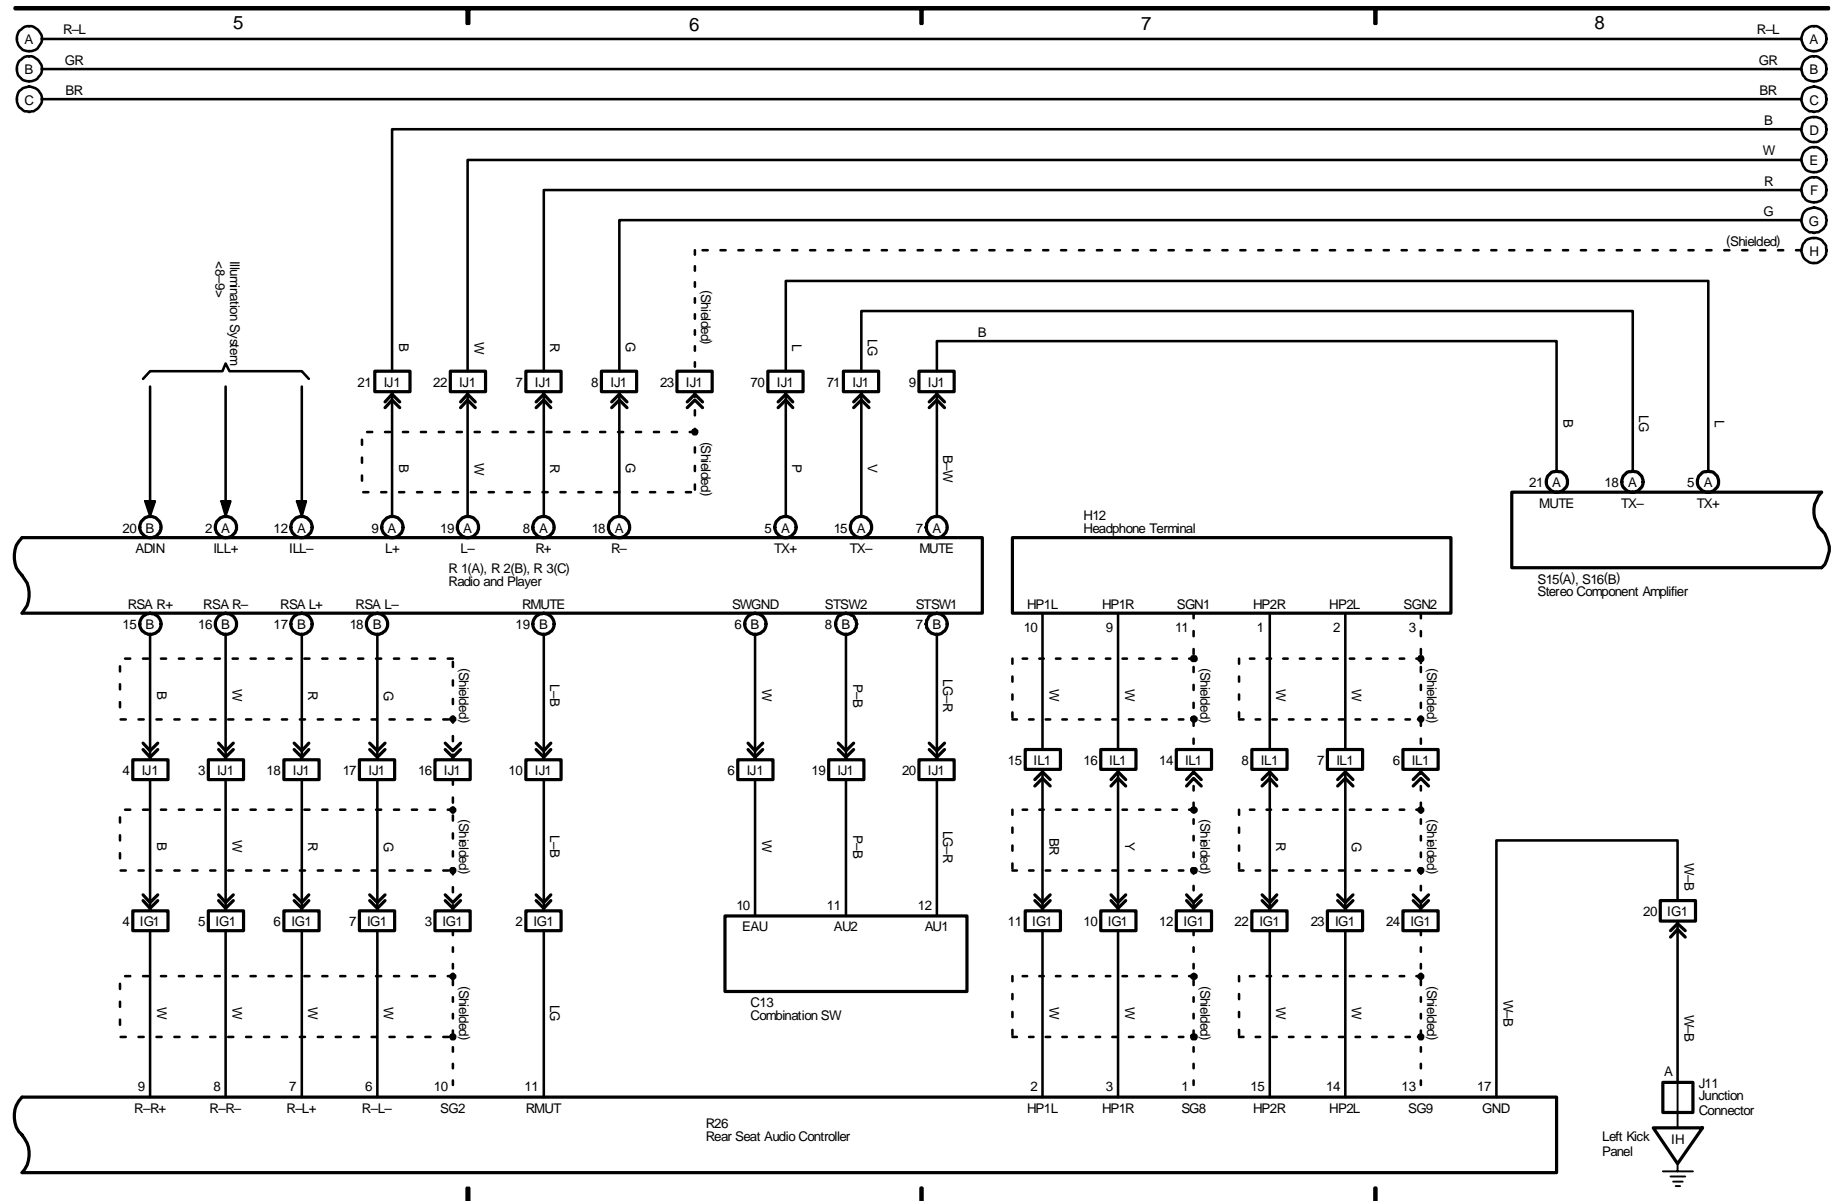 5 6 7 8
A R–L R–L A
B GR GR B
C BR BR C
B D
W E
R F
G G
(Shielded) H
Illumination System
<8–9>
(Shielded)
B
B W R G L LG
21 IJ1 22 IJ1 7 IJ1 8 IJ1 23 IJ1 70 IJ1 71 IJ1 9 IJ1
B LG L
B W R G (Shielded) P V B–W
21 A 18 A 5 A
MUTE TX– TX+
S15(A), S16(B)
Stereo Component Amplifier
20 B 2 A 12 A 9 A 19 A 8 A 18 A 5 A 15 A 7 A
ADIN ILL+ ILL– L+ L– R+ R– TX+ TX– MUTE
R 1(A), R 2(B), R 3(C)
Radio and Player
H12
Headphone Terminal
RSA R+ RSA R– RSA L+ RSA L– RMUTE SWGND STSW2 STSW1
HP1L HP1R SGN1 HP2R HP2L SGN2
15 B 16 B 17 B 18 B 19 B 6 B 8 B 7 B
10 9 11 1 2 3
B W R G (Shielded) L–B W P–B LG–R W W (Shielded) W W (Shielded)
4 IJ1 3 IJ1 18 IJ1 17 IJ1 16 IJ1 10 IJ1 6 IJ1 19 IJ1 20 IJ1
15 IL1 16 IL1 14 IL1 8 IL1 7 IL1 6 IL1
B W R G (Shielded) L–B W P–B LG–R BR Y (Shielded) R G (Shielded)
W–B
4 IG1 5 IG1 6 IG1 7 IG1 3 IG1 2 IG1
10 11 12
EAU AU2 AU1
C13
Combination SW
11 IG1 10 IG1 12 IG1 22 IG1 23 IG1 24 IG1
20 IG1
W W W W (Shielded) LG W W (Shielded) W W (Shielded) W–B W–B
9 8 7 6 10 11 2 3 1 15 14 13 17
R–R+ R–R– R–L+ R–L– SG2 RMUT HP1L HP1R SG8 HP2R HP2L SG9 GND
R26
Rear Seat Audio Controller
A
J11
Junction
Connector
Left Kick
Panel
IH